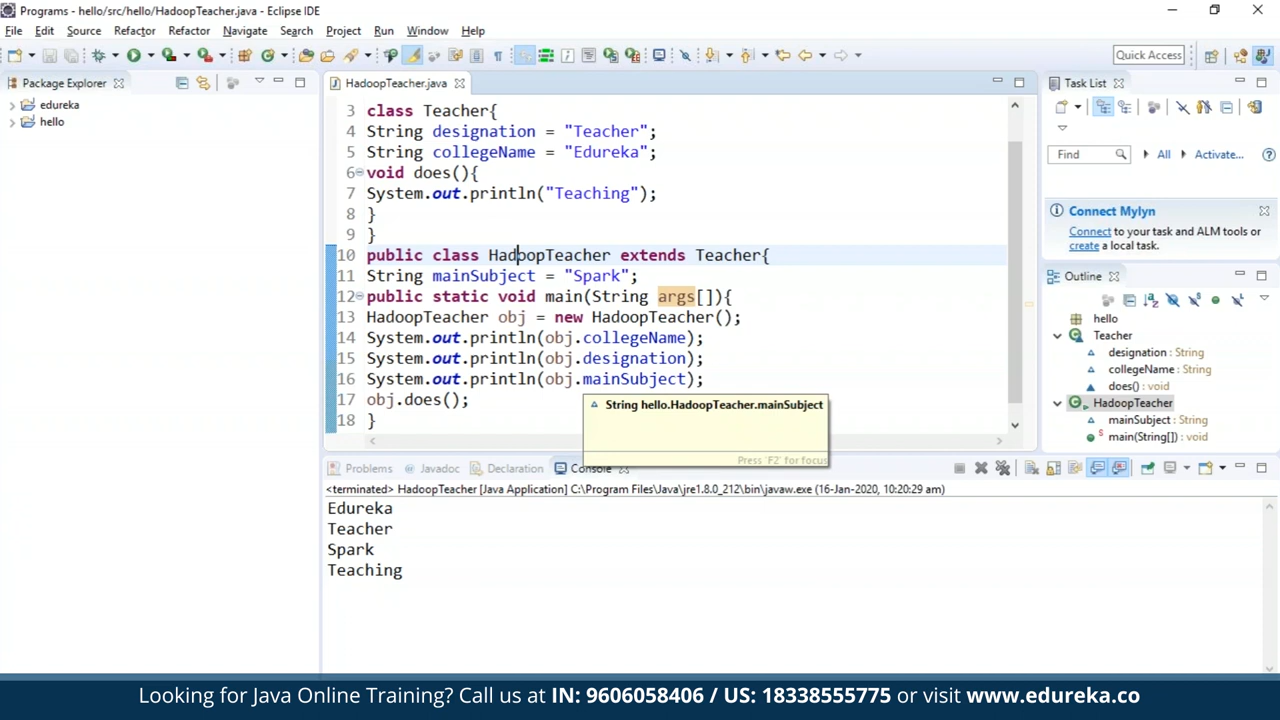 Programs - hello/src/hello/HadoopTeacher.java - Eclipse IDE
File Edit Source Refactor Refactor Navigate Search Project Run Window Help
Quick Access
Package Explorer
edureka
hello
HadoopTeacher.java
3 class Teacher{
4 String designation = "Teacher";
5 String collegeName = "Edureka";
6 void does(){
7 System.out.println("Teaching");
8 }
9 }
10 public class HadoopTeacher extends Teacher{
11 String mainSubject = "Spark";
12 public static void main(String args[]){
13 HadoopTeacher obj = new HadoopTeacher();
14 System.out.println(obj.collegeName);
15 System.out.println(obj.designation);
16 System.out.println(obj.mainSubject);
17 obj.does();
18 }
String hello.HadoopTeacher.mainSubject
Press 'F2' for focus
Task List
Find All Activate...
Connect Mylyn
Connect to your task and ALM tools or
create a local task.
Outline
hello
Teacher
designation : String
collegeName : String
does() : void
HadoopTeacher
mainSubject : String
main(String[]) : void
Problems Javadoc Declaration Console
<terminated> HadoopTeacher [Java Application] C:\Program Files\Java\jre1.8.0_212\bin\javaw.exe (16-Jan-2020, 10:20:29 am)
Edureka
Teacher
Spark
Teaching
Looking for Java Online Training? Call us at IN: 9606058406 / US: 18338555775 or visit www.edureka.co